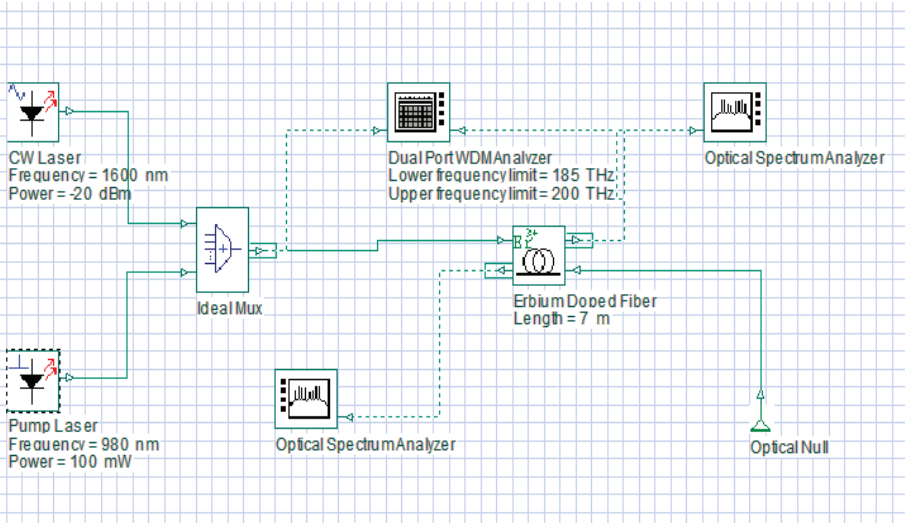 CW Laser
Frequency = 1600 nm
Power = -20 dBm
Dual Port WDM Analyzer
Lower frequency limit = 185 THz
Upper frequency limit = 200 THz
Optical Spectrum Analyzer
Ideal Mux
Erbium Doped Fiber
Length = 7 m
Pump Laser
Frequency = 980 nm
Power = 100 mW
Optical Spectrum Analyzer
Optical Null